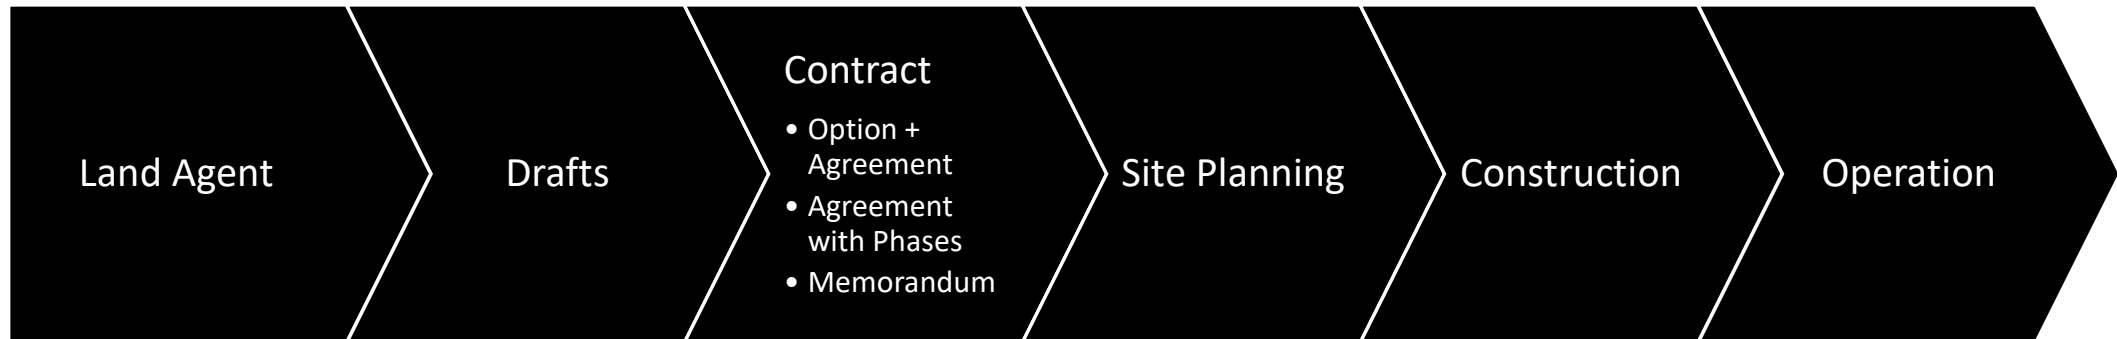 Land Agent
Drafts
Contract
• Option +
Agreement
• Agreement
with Phases
• Memorandum
Site Planning
Construction
Operation